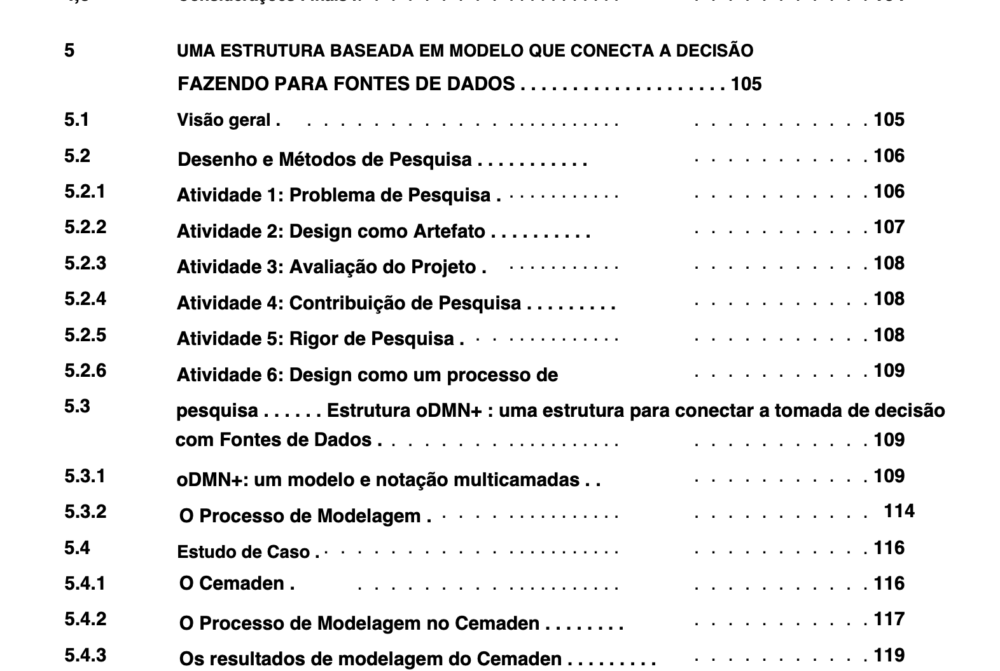 5 UMA ESTRUTURA BASEADA EM MODELO QUE CONECTA A DECISÃO
FAZENDO PARA FONTES DE DADOS . . . . . . . . . . . . . . . . . . . . 105
5.1 Visão geral . . . . . . . . . . . . . . . . . . . . . . . . . . . . . . . 105
5.2 Desenho e Métodos de Pesquisa . . . . . . . . . . . . . . . . . . . . . . 106
5.2.1 Atividade 1: Problema de Pesquisa . . . . . . . . . . . . . . . . . . . . . . . 106
5.2.2 Atividade 2: Design como Artefato . . . . . . . . . . . . . . . . . . . . . 107
5.2.3 Atividade 3: Avaliação do Projeto . . . . . . . . . . . . . . . . . . . . . . . 108
5.2.4 Atividade 4: Contribuição de Pesquisa . . . . . . . . . . . . . . . . . . . . 108
5.2.5 Atividade 5: Rigor de Pesquisa . . . . . . . . . . . . . . . . . . . . . . . . 108
5.2.6 Atividade 6: Design como um processo de . . . . . . . . . . . 109
5.3 pesquisa . . . . . . Estrutura oDMN+ : uma estrutura para conectar a tomada de decisão
com Fontes de Dados . . . . . . . . . . . . . . . . . . . . . . . . . . . 109
5.3.1 oDMN+: um modelo e notação multicamadas . . . . . . . . . . . . . 109
5.3.2 O Processo de Modelagem . . . . . . . . . . . . . . . . . . . . . . . . . . 114
5.4 Estudo de Caso . . . . . . . . . . . . . . . . . . . . . . . . . . . . . . 116
5.4.1 O Cemaden . . . . . . . . . . . . . . . . . . . . . . . . . . . . 116
5.4.2 O Processo de Modelagem no Cemaden . . . . . . . . . . . . . . . . . . . 117
5.4.3 Os resultados de modelagem do Cemaden . . . . . . . . . . . . . . . . . . . . 119